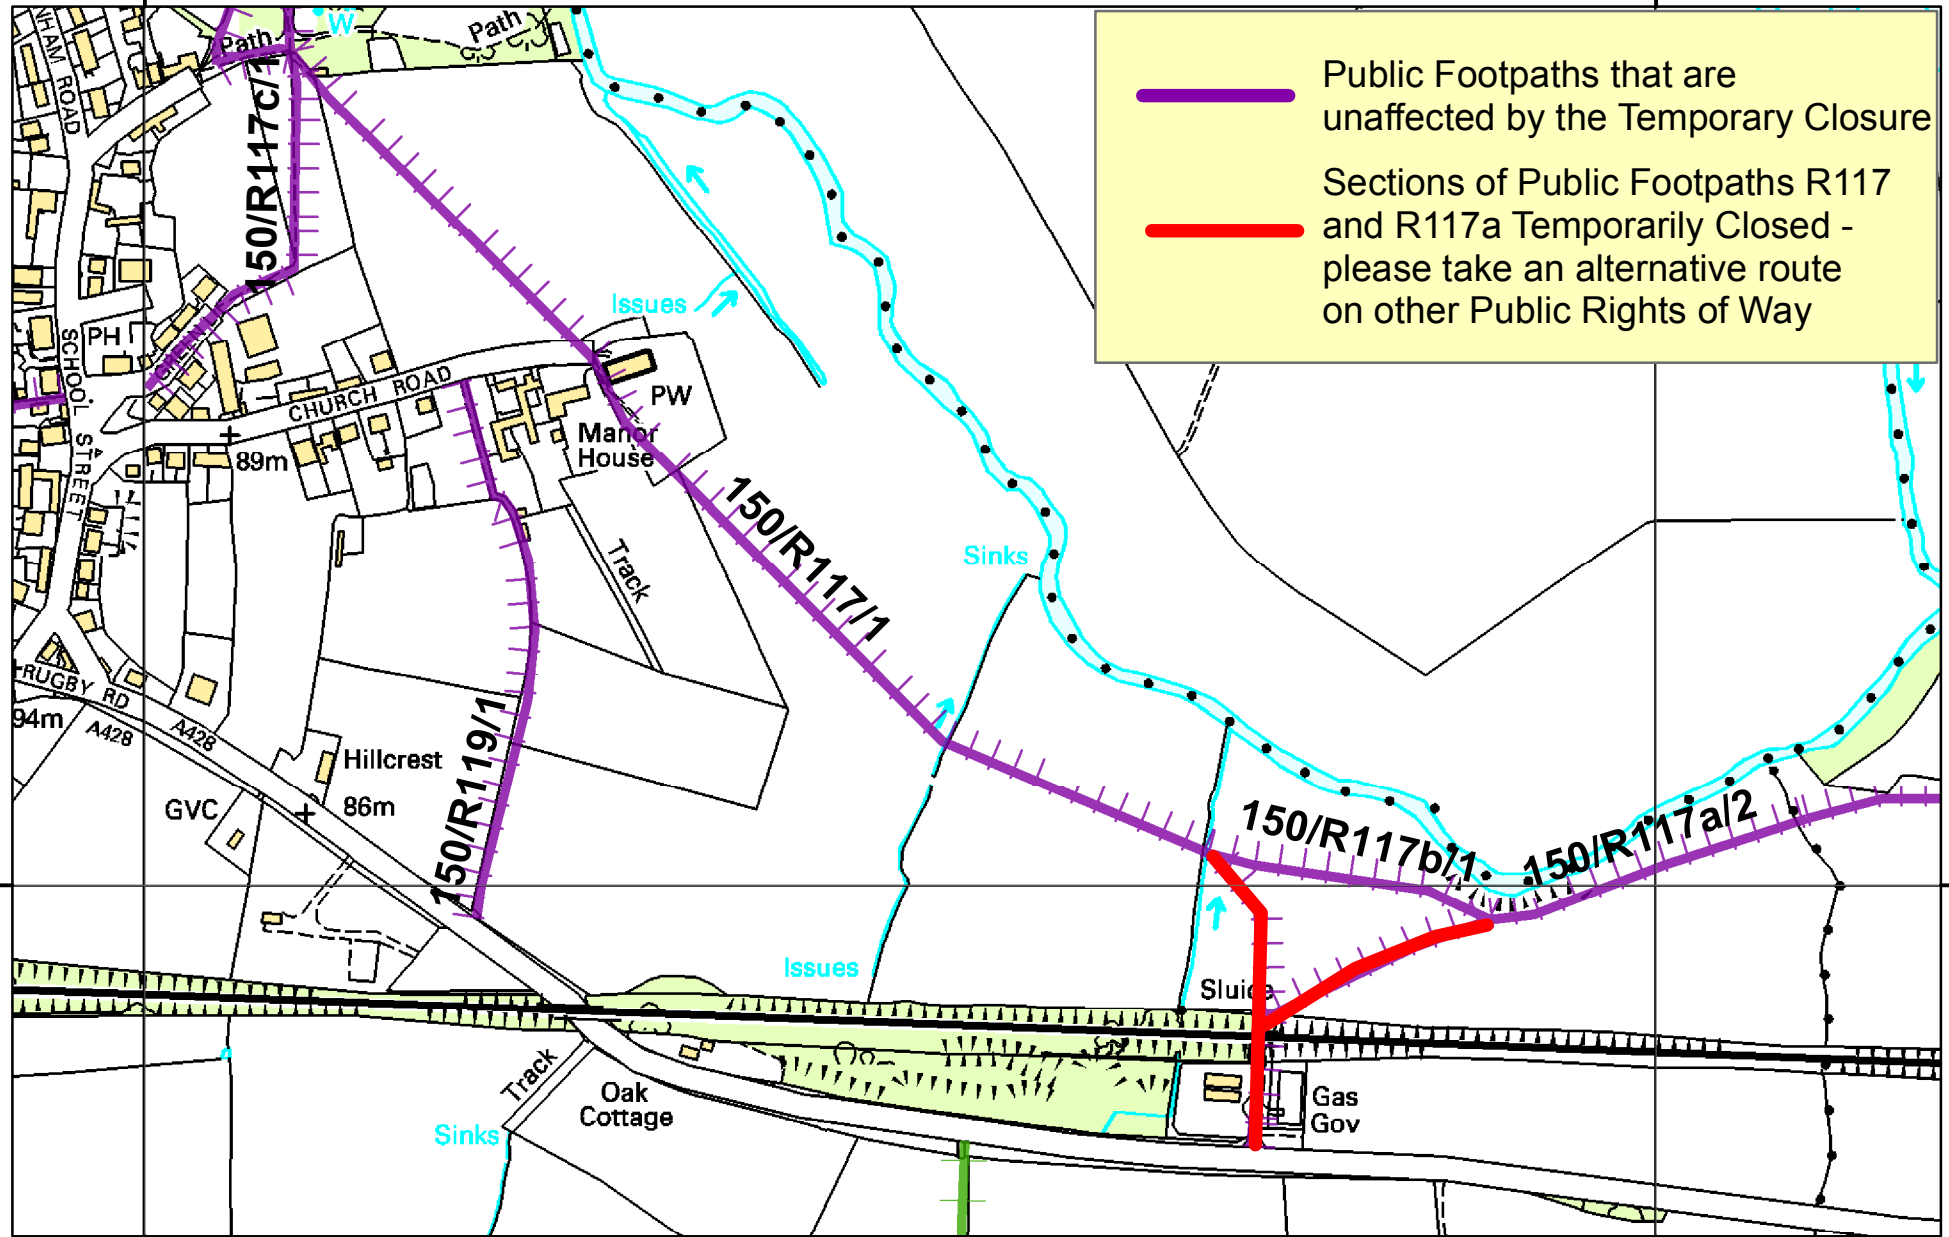 Public Footpaths that are
unaffected by the Temporary Closure
Sections of Public Footpaths R117
and R117a Temporarily Closed -
please take an alternative route
on other Public Rights of Way
W
Path
Path
HAM ROAD
150/R117c/1
Issues
PH
SCHOOL STREET
CHURCH ROAD
PW
Manor
House
89m
150/R117/1
Track
Sinks
RUGBY RD
94m
A428
A428
Hillcrest
86m
GVC
150/R119/1
150/R117b/1
150/R117a/2
Issues
Sluice
Track
Oak
Cottage
Gas
Gov
Sinks